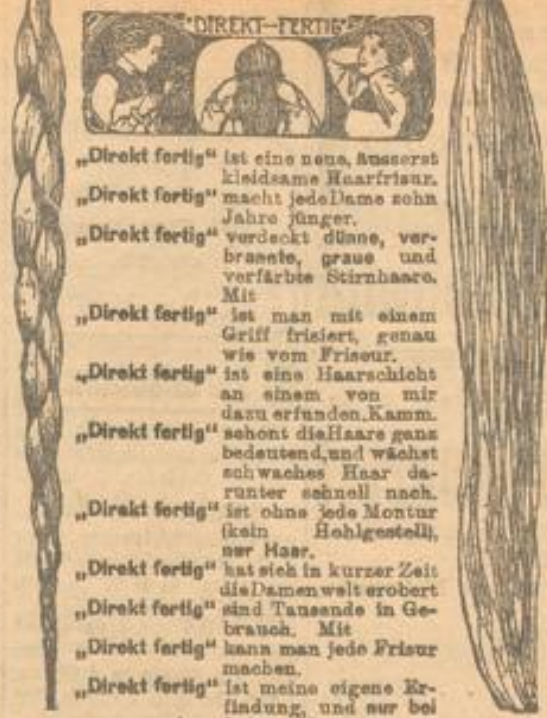 DIREKT-FERTIG
„Direkt fertig“ ist eine neue, äusserst
kleidsame Haarfrisur.
„Direkt fertig“ macht jede Dame zehn
Jahre jünger.
„Direkt fertig“ verdeckt dünne, ver-
brannte, graue und
verfärbte Stirnhaare.
Mit
„Direkt fertig“ ist man mit einem
Griff frisiert, genau
wie vom Friseur.
„Direkt fertig“ ist eine Haarschicht
an einem von mir
dazu erfunden. Kamm.
„Direkt fertig“ schont die Haare ganz
bedeutend, und wächst
schwaches Haar da-
runter schnell nach.
„Direkt fertig“ ist ohne jede Montur
(kein Hohlgestell),
nur Haar.
„Direkt fertig“ hat sich in kurzer Zeit
die Damenwelt erobert
„Direkt fertig“ sind Tausende in Ge-
brauch. Mit
„Direkt fertig“ kann man jede Frisur
machen.
„Direkt fertig“ ist meine eigene Er-
findung, und nur bei